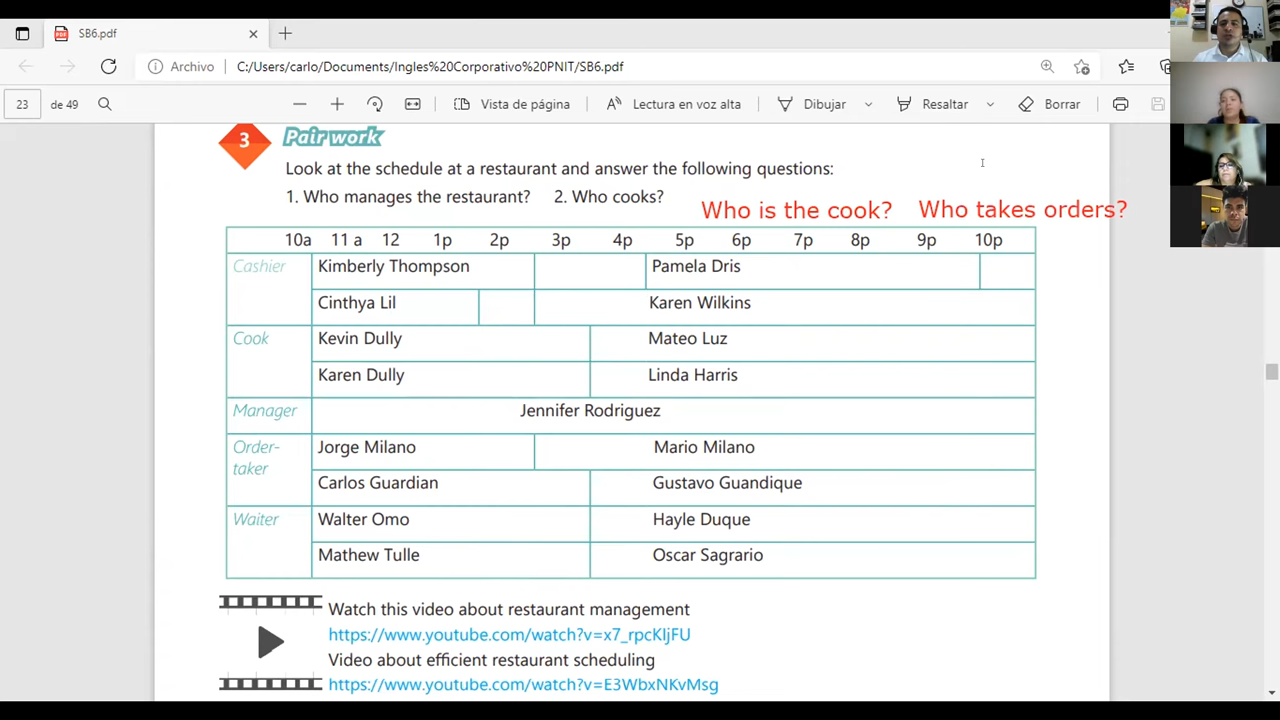 SB6.pdf
Archivo C:/Users/carlo/Documents/Ingles%20Corporativo%20PNIT/SB6.pdf
23 de 49 Vista de página Lectura en voz alta Dibujar Resaltar Borrar
3 Pair work
Look at the schedule at a restaurant and answer the following questions:
1. Who manages the restaurant? 2. Who cooks? Who is the cook? Who takes orders?
10a 11 a 12 1p 2p 3p 4p 5p 6p 7p 8p 9p 10p
Cashier Kimberly Thompson Pamela Dris
Cinthya Lil Karen Wilkins
Cook Kevin Dully Mateo Luz
Karen Dully Linda Harris
Manager Jennifer Rodriguez
Order- Jorge Milano Mario Milano
taker
Carlos Guardian Gustavo Guandique
Waiter Walter Omo Hayle Duque
Mathew Tulle Oscar Sagrario
Watch this video about restaurant management
https://www.youtube.com/watch?v=x7_rpcKIjFU
Video about efficient restaurant scheduling
https://www.youtube.com/watch?v=E3WbxNKvMsg